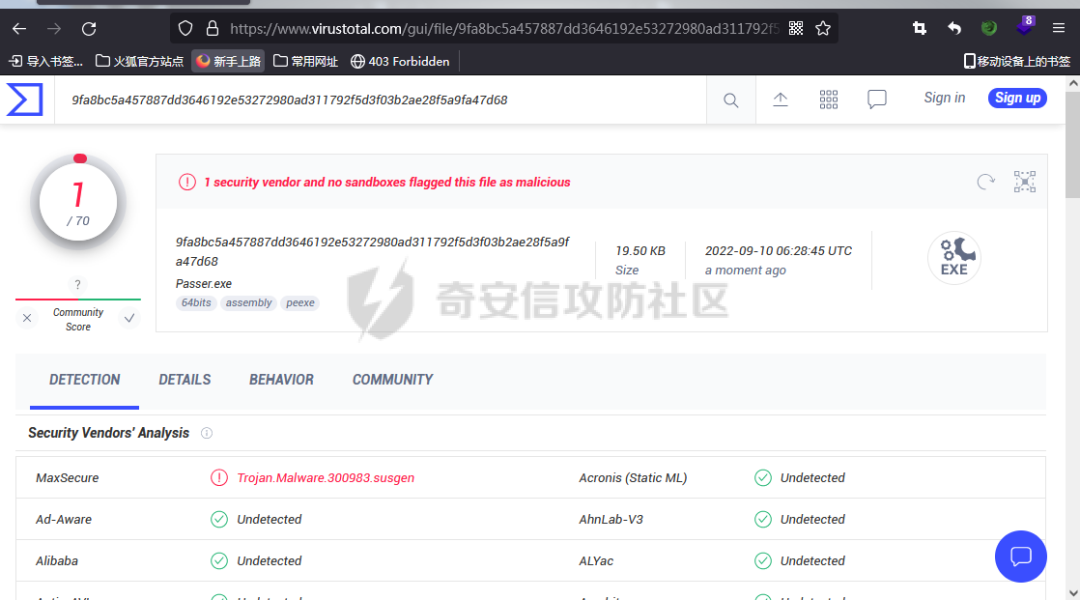 https://www.virustotal.com/gui/file/9fa8bc5a457887dd3646192e53272980ad311792f5
8
导入书签... 火狐官方站点 新手上路 常用网址 403 Forbidden 移动设备上的书签
9fa8bc5a457887dd3646192e53272980ad311792f5d3f03b2ae28f5a9fa47d68
Sign in Sign up
1
/ 70
1 security vendor and no sandboxes flagged this file as malicious
9fa8bc5a457887dd3646192e53272980ad311792f5d3f03b2ae28f5a9f
a47d68
Passer.exe
64bits assembly peexe
19.50 KB
Size
2022-09-10 06:28:45 UTC
a moment ago
EXE
?
Community
Score
奇安信攻防社区
DETECTION DETAILS BEHAVIOR COMMUNITY
Security Vendors' Analysis
MaxSecure Trojan.Malware.300983.susgen Acronis (Static ML) Undetected
Ad-Aware Undetected AhnLab-V3 Undetected
Alibaba Undetected ALYac Undetected